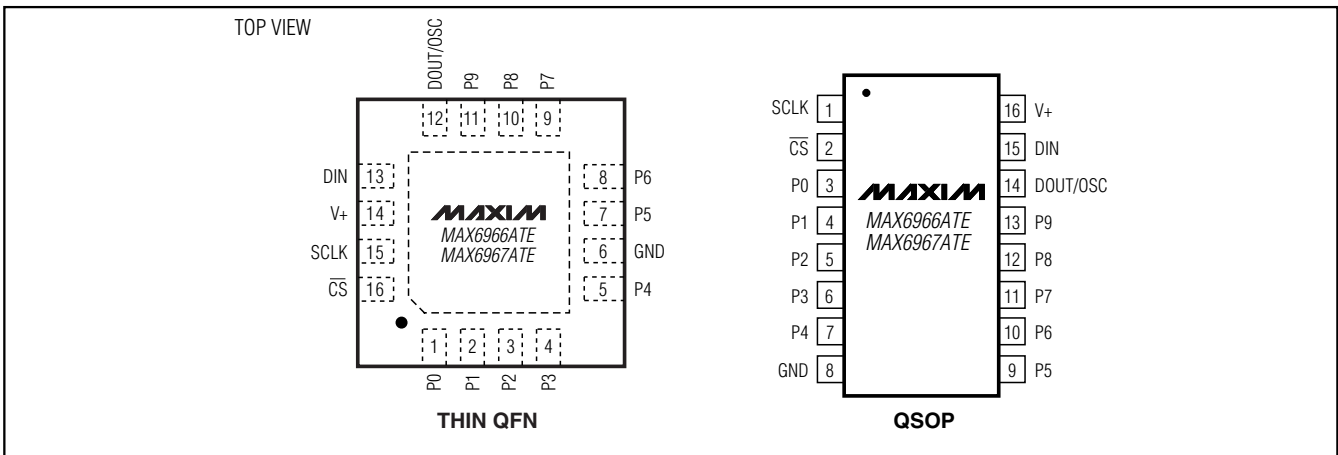 TOP VIEW
DOUT/OSC
P9
P8
P7
12 11 10 9
DIN 13
V+ 14
SCLK 15
CS 16
8 P6
7 P5
6 GND
5 P4
MAXIM
MAX6966ATE
MAX6967ATE
1 2 3 4
P0
P1
P2
P3
THIN QFN
SCLK 1
CS 2
P0 3
P1 4
P2 5
P3 6
P4 7
GND 8
MAXIM
MAX6966ATE
MAX6967ATE
16 V+
15 DIN
14 DOUT/OSC
13 P9
12 P8
11 P7
10 P6
9 P5
QSOP